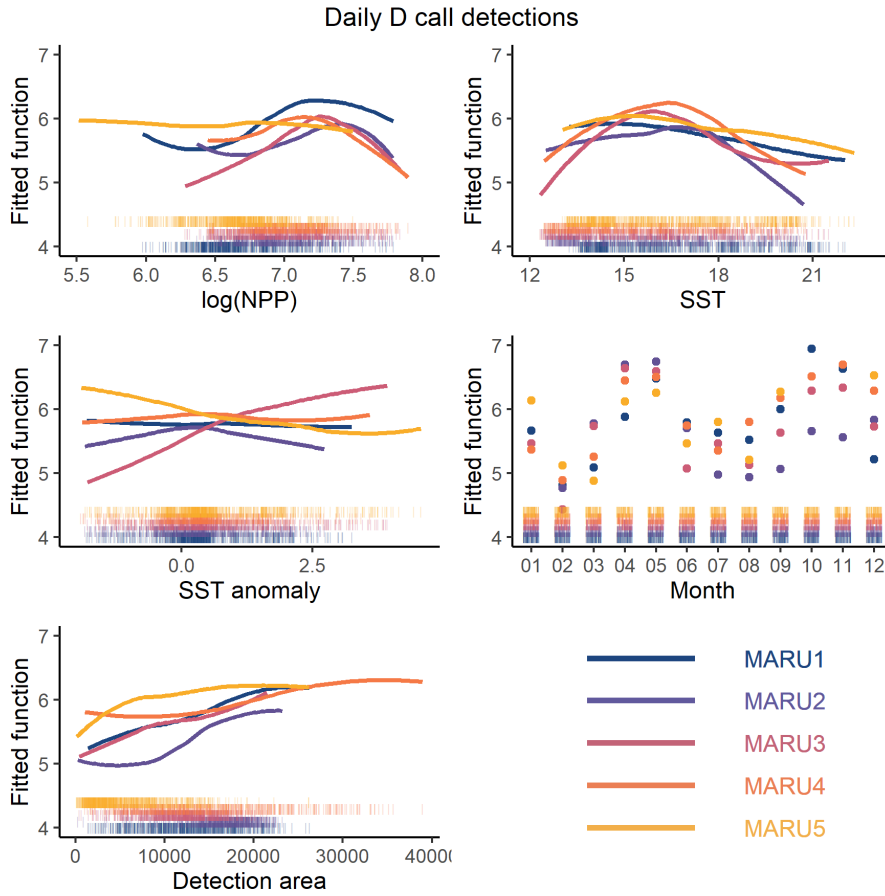 Daily D call detections
7
6
5
4
Fitted function
5.5 6.0 6.5 7.0 7.5 8.0
log(NPP)
7
6
5
4
Fitted function
12 15 18 21
SST
7
6
5
4
Fitted function
0.0 2.5
SST anomaly
7
6
5
4
Fitted function
01 02 03 04 05 06 07 08 09 10 11 12
Month
7
6
5
4
Fitted function
0 10000 20000 30000 4000
Detection area
MARU1
MARU2
MARU3
MARU4
MARU5